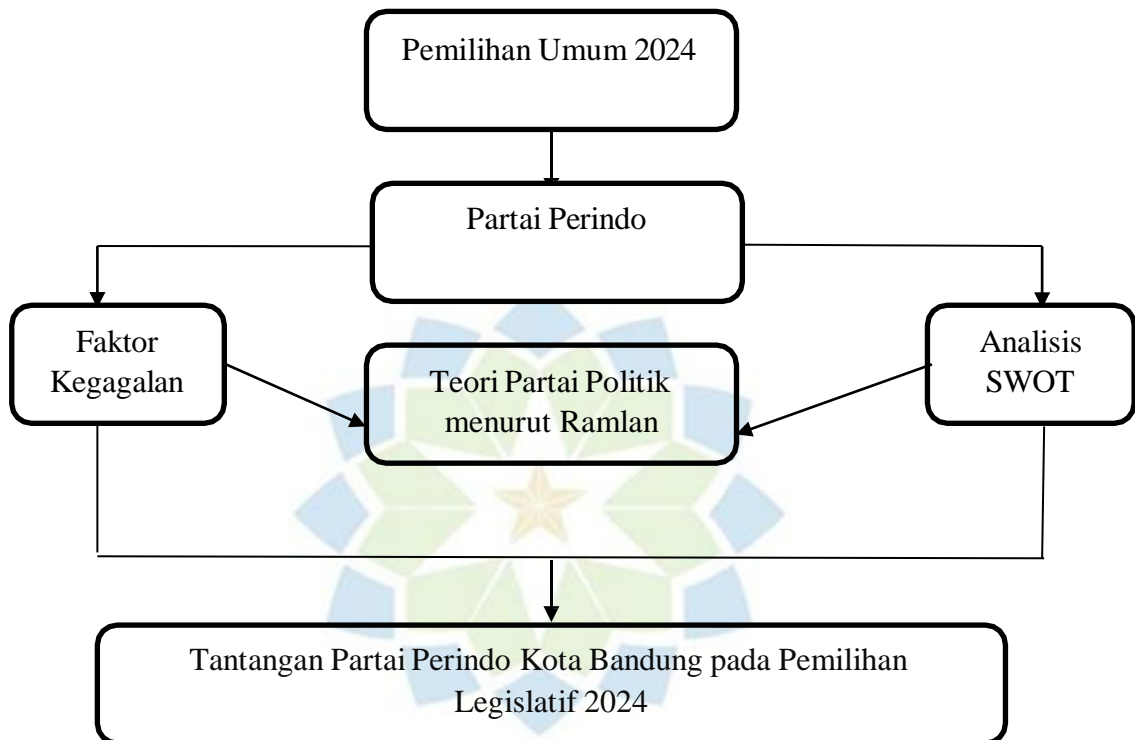 Pemilihan Umum 2024
Partai Perindo
Faktor
Kegagalan
Teori Partai Politik
menurut Ramlan
Analisis
SWOT
Tantangan Partai Perindo Kota Bandung pada Pemilihan
Legislatif 2024